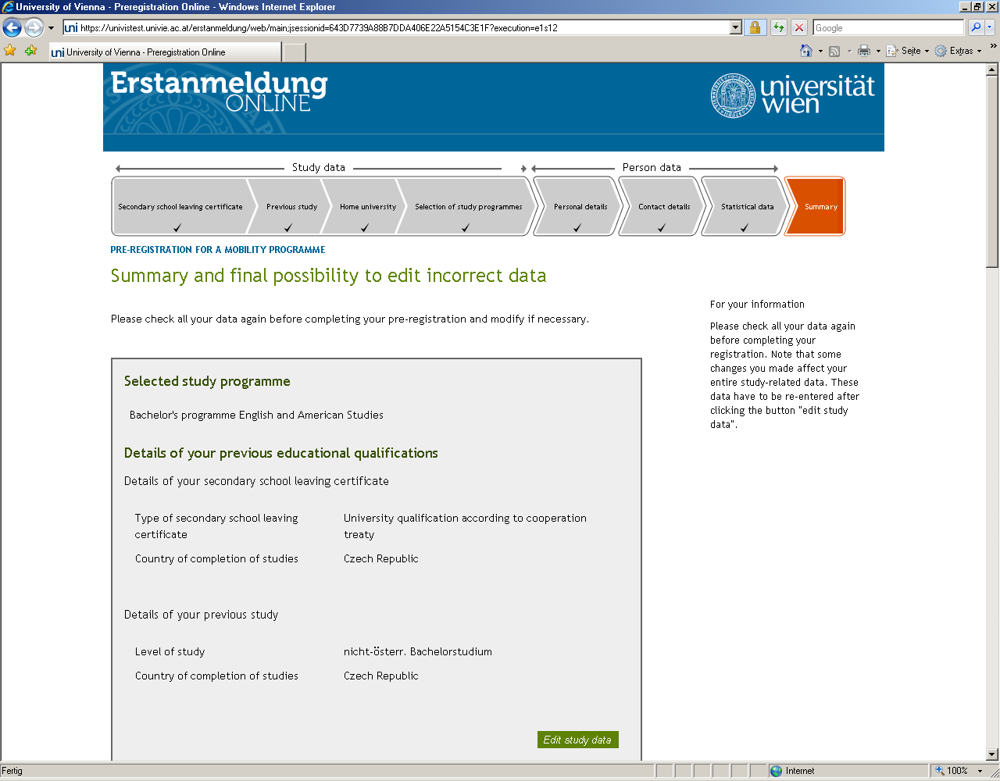 University of Vienna - Preregistration Online - Windows Internet Explorer
uni https://univistest.univie.ac.at/erstanmeldung/web/main;jsessionid=643D7739A88B7DDA406E22A5154C3E1F?execution=e1s12
Google
uni University of Vienna - Preregistration Online
Seite
Extras
Erstanmeldung
ONLINE
universität
wien
Study data
Person data
Secondary school leaving certificate
Previous study
Home university
Selection of study programmes
Personal details
Contact details
Statistical data
Summary
PRE-REGISTRATION FOR A MOBILITY PROGRAMME
Summary and final possibility to edit incorrect data
Please check all your data again before completing your pre-registration and modify if necessary.
For your information
Please check all your data again
before completing your
registration. Note that some
changes you made affect your
entire study-related data. These
data have to be re-entered after
clicking the button "edit study
data".
Selected study programme
Bachelor's programme English and American Studies
Details of your previous educational qualifications
Details of your secondary school leaving certificate
Type of secondary school leaving
certificate
University qualification according to cooperation
treaty
Country of completion of studies
Czech Republic
Details of your previous study
Level of study
nicht-österr. Bachelorstudium
Country of completion of studies
Czech Republic
Edit study data
Fertig
Internet
100%